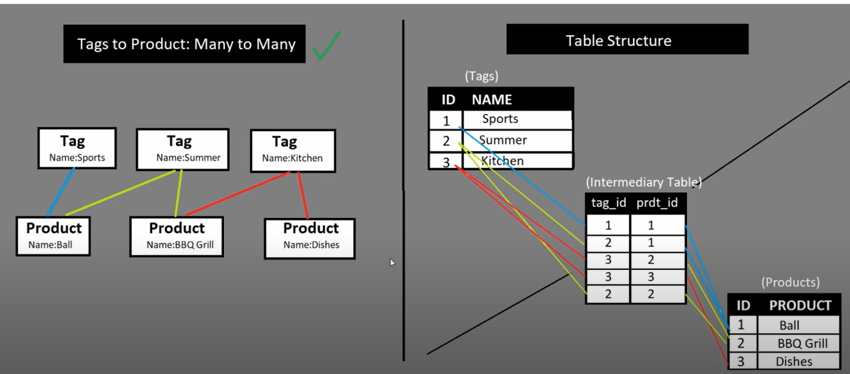 Tags to Product: Many to Many
Tag
Name:Sports
Tag
Name:Summer
Tag
Name:Kitchen
Product
Name:Ball
Product
Name:BBQ Grill
Product
Name:Dishes
Table Structure
(Tags)
ID NAME
1 Sports
2 Summer
3 Kitchen
(Intermediary Table)
tag_id prdt_id
1 1
2 1
3 2
3 3
2 2
(Products)
ID PRODUCT
1 Ball
2 BBQ Grill
3 Dishes